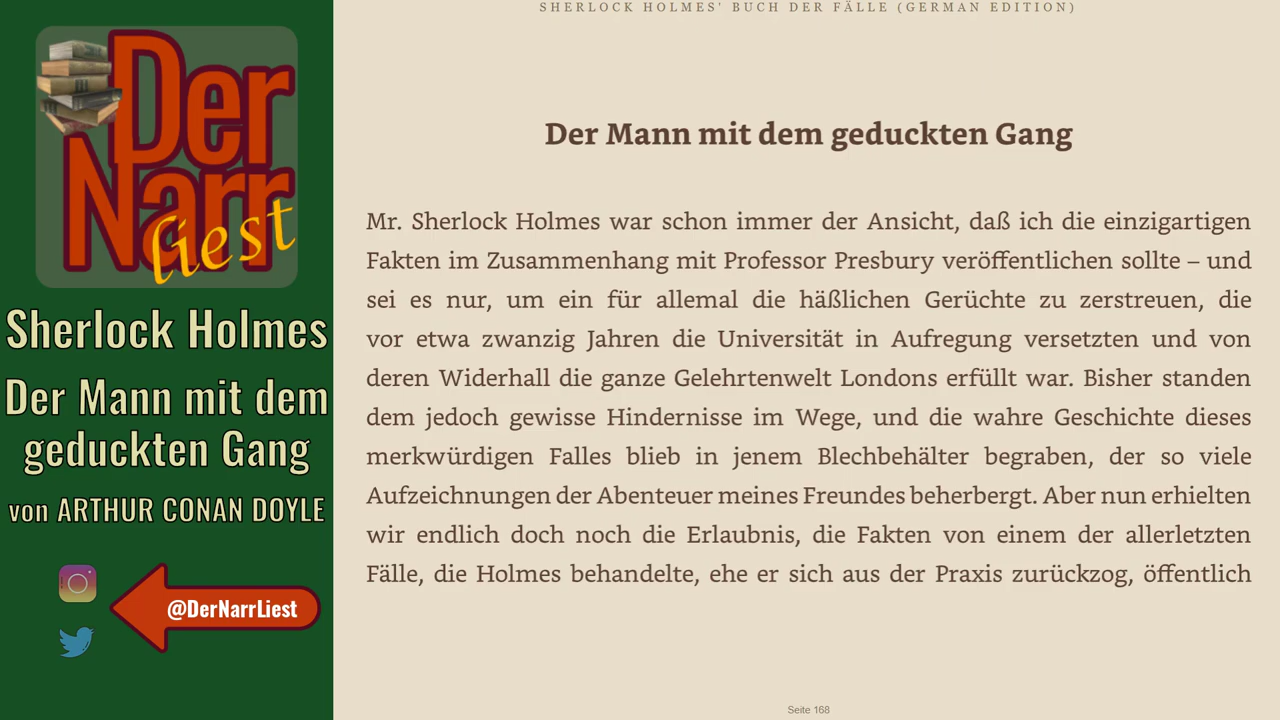 Der
Narr
liest
Sherlock Holmes
Der Mann mit dem
geduckten Gang
von ARTHUR CONAN DOYLE
@DerNarrLiest
SHERLOCK HOLMES' BUCH DER FÄLLE (GERMAN EDITION)
Der Mann mit dem geduckten Gang
Mr. Sherlock Holmes war schon immer der Ansicht, daß ich die einzigartigen
Fakten im Zusammenhang mit Professor Presbury veröffentlichen sollte – und
sei es nur, um ein für allemal die häßlichen Gerüchte zu zerstreuen, die
vor etwa zwanzig Jahren die Universität in Aufregung versetzten und von
deren Widerhall die ganze Gelehrtenwelt Londons erfüllt war. Bisher standen
dem jedoch gewisse Hindernisse im Wege, und die wahre Geschichte dieses
merkwürdigen Falles blieb in jenem Blechbehälter begraben, der so viele
Aufzeichnungen der Abenteuer meines Freundes beherbergt. Aber nun erhielten
wir endlich doch noch die Erlaubnis, die Fakten von einem der allerletzten
Fälle, die Holmes behandelte, ehe er sich aus der Praxis zurückzog, öffentlich
Seite 168